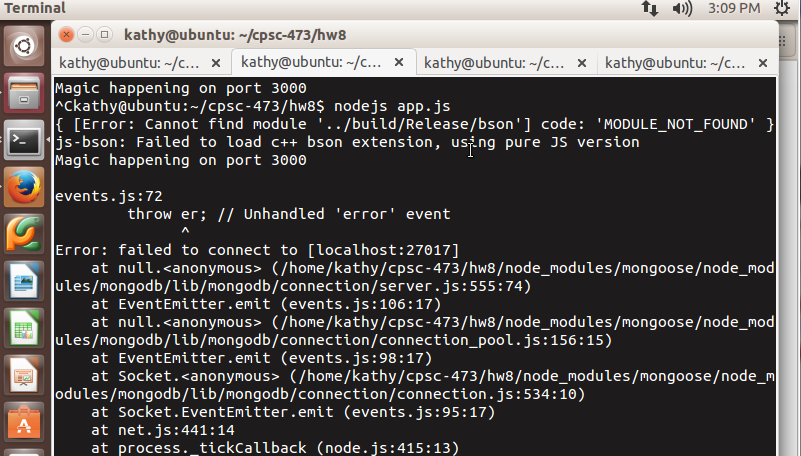 Terminal
3:09 PM
kathy@ubuntu: ~/cpsc-473/hw8
kathy@ubuntu: ~/c...
kathy@ubuntu: ~/c...
kathy@ubuntu: ~/c...
kathy@ubuntu: ~/c...
Magic happening on port 3000
^Ckathy@ubuntu:~/cpsc-473/hw8$ nodejs app.js
{ [Error: Cannot find module '../build/Release/bson'] code: 'MODULE_NOT_FOUND' }
js-bson: Failed to load c++ bson extension, using pure JS version
Magic happening on port 3000
events.js:72
throw er; // Unhandled 'error' event
^
Error: failed to connect to [localhost:27017]
at null.<anonymous> (/home/kathy/cpsc-473/hw8/node_modules/mongoose/node_mod
ules/mongodb/lib/mongodb/connection/server.js:555:74)
at EventEmitter.emit (events.js:106:17)
at null.<anonymous> (/home/kathy/cpsc-473/hw8/node_modules/mongoose/node_mod
ules/mongodb/lib/mongodb/connection/connection_pool.js:156:15)
at EventEmitter.emit (events.js:98:17)
at Socket.<anonymous> (/home/kathy/cpsc-473/hw8/node_modules/mongoose/node_m
odules/mongodb/lib/mongodb/connection/connection.js:534:10)
at Socket.EventEmitter.emit (events.js:95:17)
at net.js:441:14
at process._tickCallback (node.js:415:13)